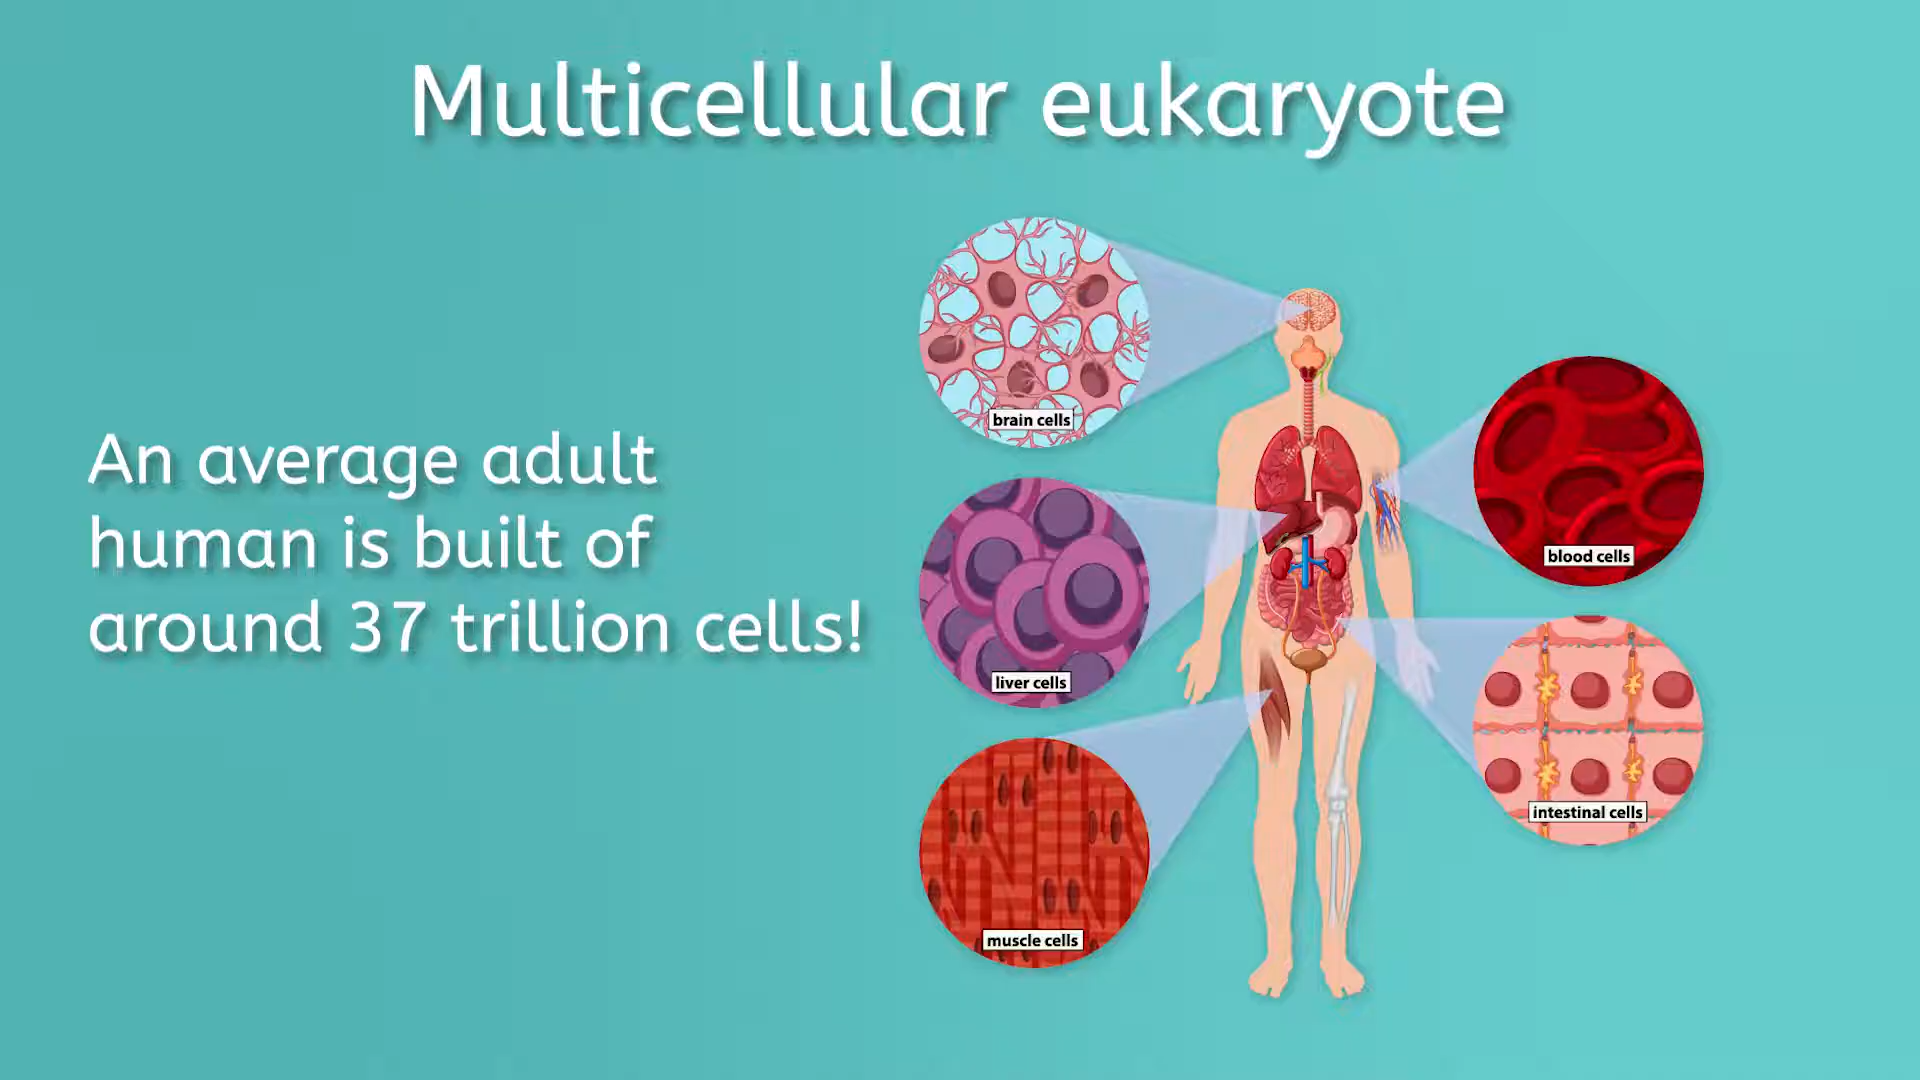 Multicellular eukaryote
An average adult
human is built of
around 37 trillion cells!
brain cells
blood cells
liver cells
intestinal cells
muscle cells